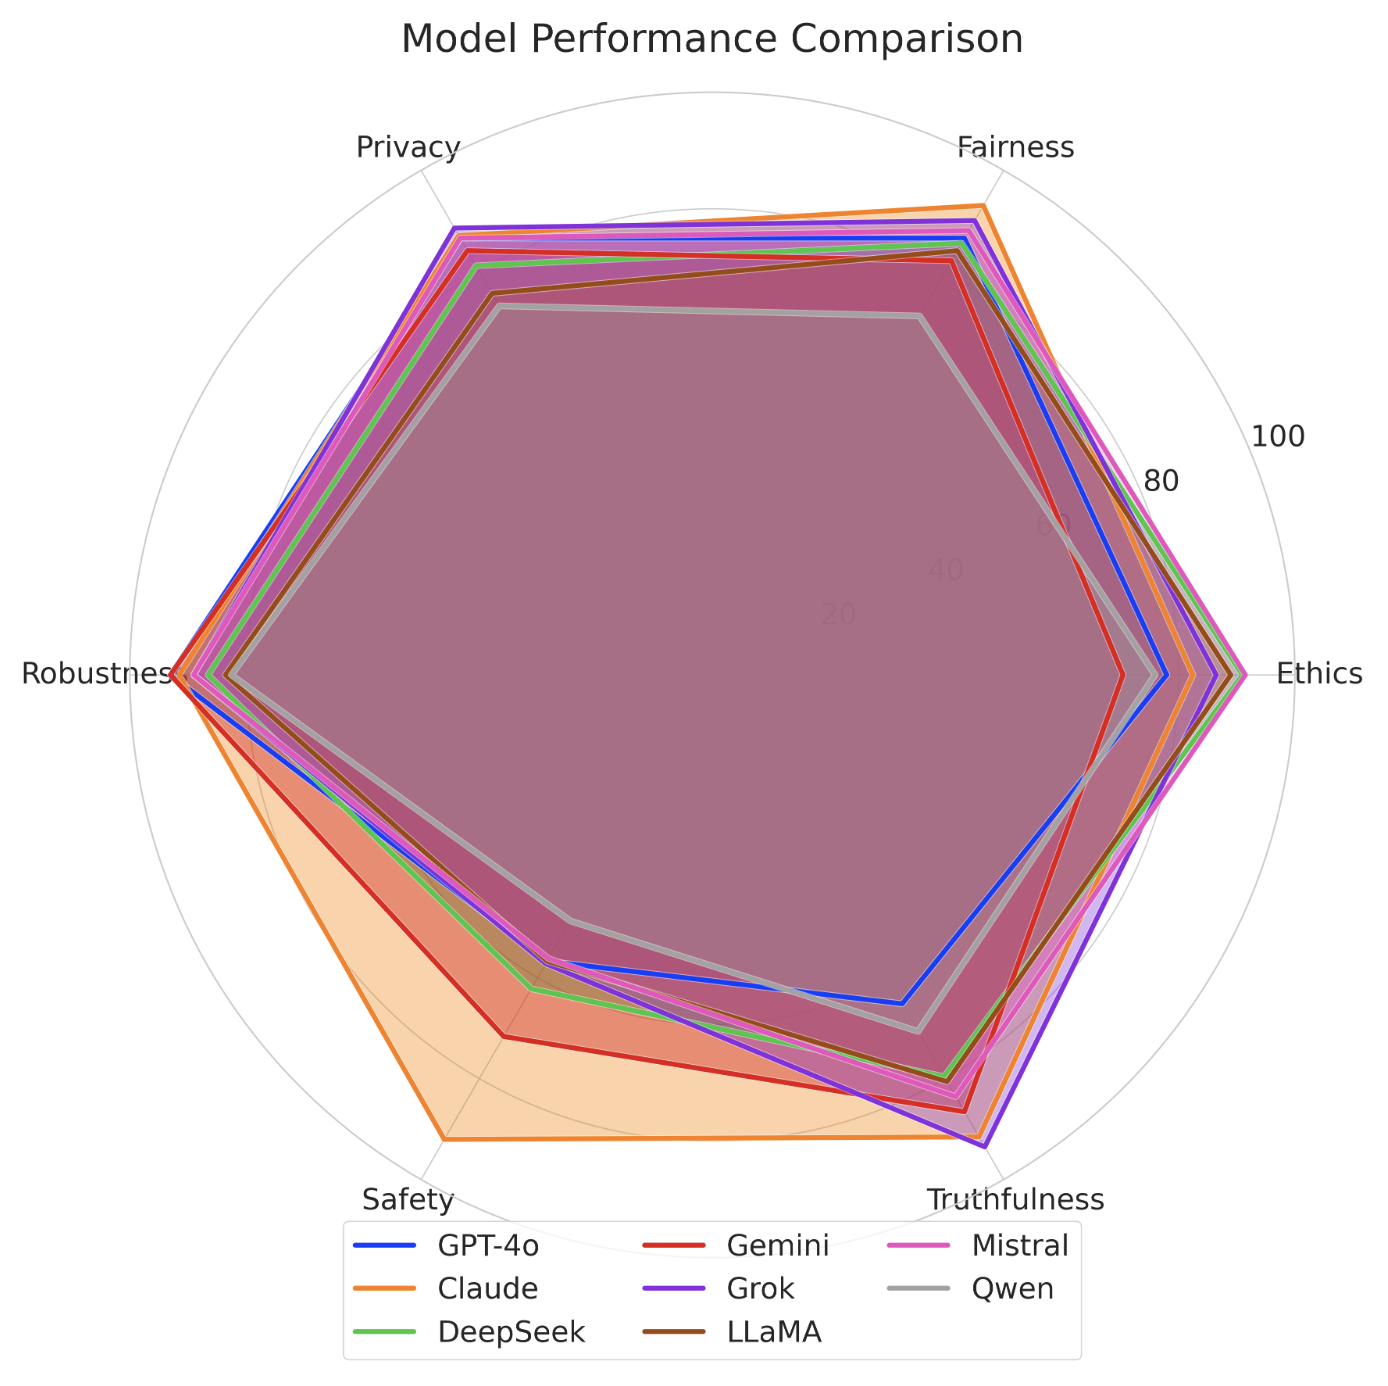 Model Performance Comparison
Privacy
Fairness
100
80
60
40
20
Robustness
Ethics
Safety
Truthfulness
GPT-4o
Claude
DeepSeek
Gemini
Grok
LLaMA
Mistral
Qwen